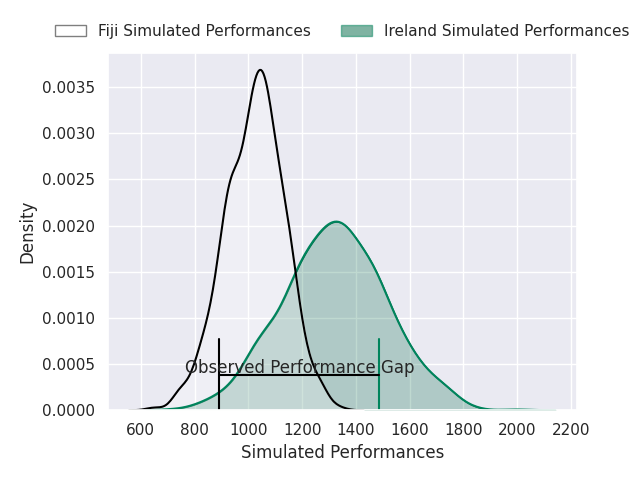 Fiji Simulated Performances
Ireland Simulated Performances
Density
0.0035
0.0030
0.0025
0.0020
0.0015
0.0010
0.0005
0.0000
Observed Performance Gap
600 800 1000 1200 1400 1600 1800 2000 2200
Simulated Performances